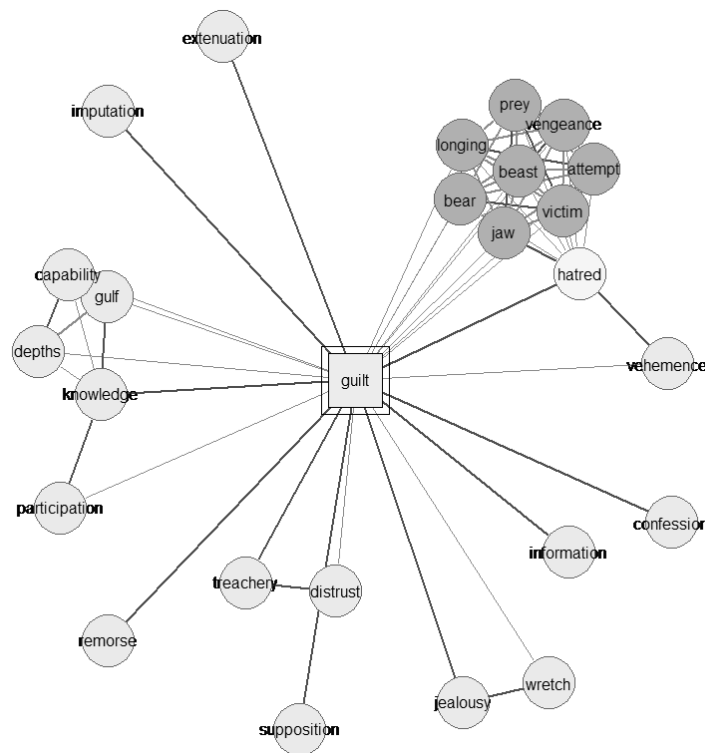 extenuation
imputation
prey
vengeance
longing
beast
attempt
bear
victim
jaw
hatred
capability
gulf
depths
knowledge
guilt
vehemence
participation
confession
information
treachery
distrust
remorse
wretch
jealousy
supposition